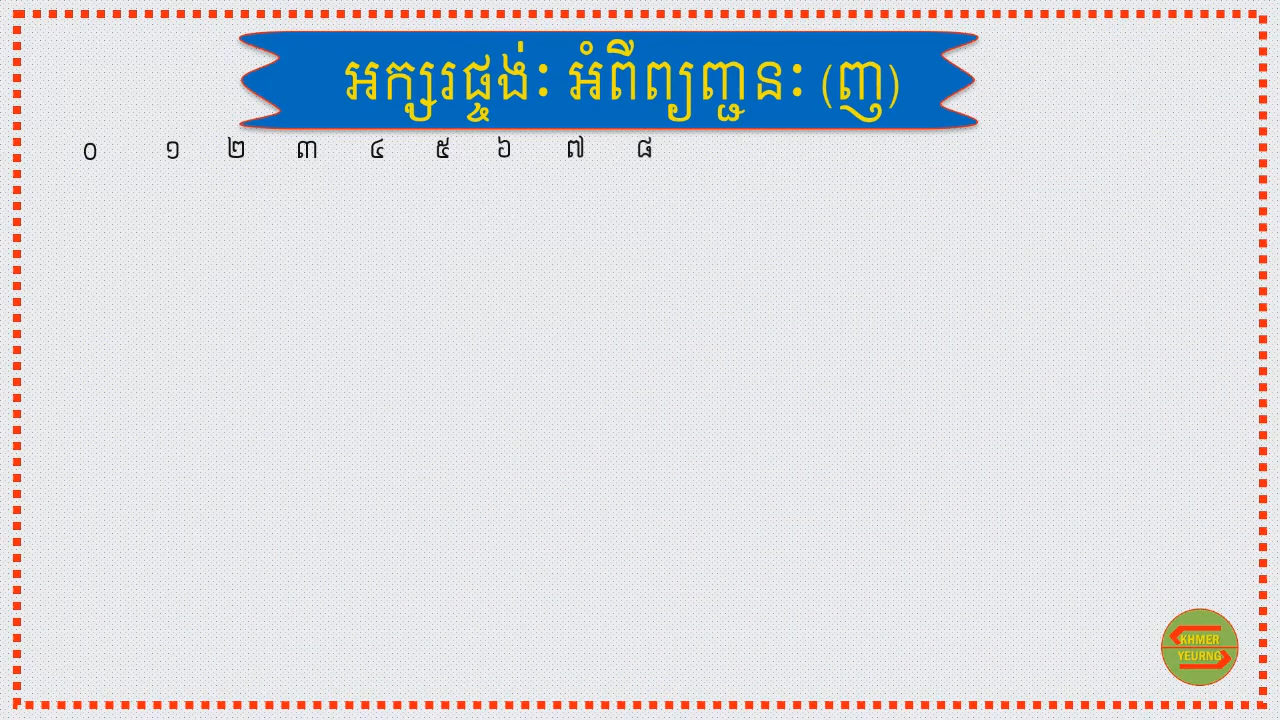 អក្សរផ្ទង់ៈ អំពីព្យញ្ជនៈ (ញ)
០ ១ ២ ៣ ៤ ៥ ៦ ៧ ៨
KHMER
YEURNG